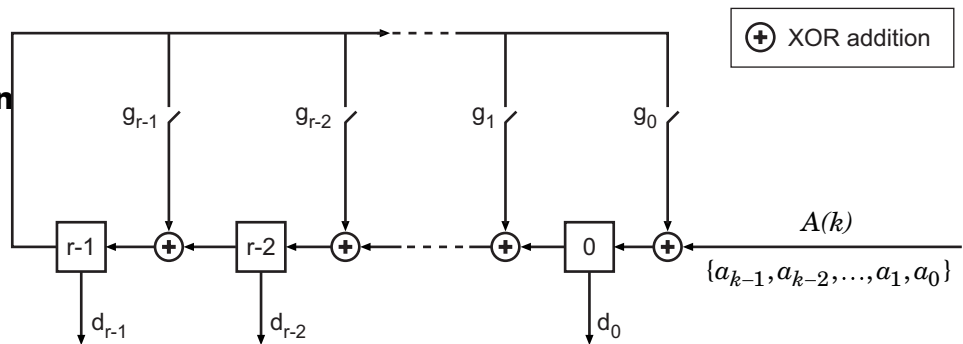 XOR addition
n
g_{r-1} g_{r-2} g_1 g_0
A(k)
r-1 r-2 0
{a_{k-1}, a_{k-2}, ..., a_1, a_0}
d_{r-1} d_{r-2} d_0